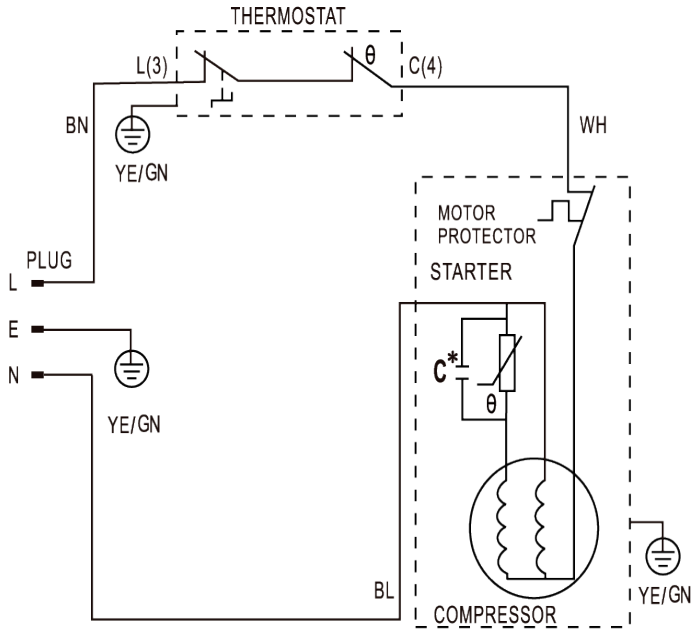 THERMOSTAT
L(3)
θ
C(4)
BN
WH
YE/GN
MOTOR
PROTECTOR
PLUG
STARTER
L
E
N
C*
θ
YE/GN
BL
YE/GN
COMPRESSOR